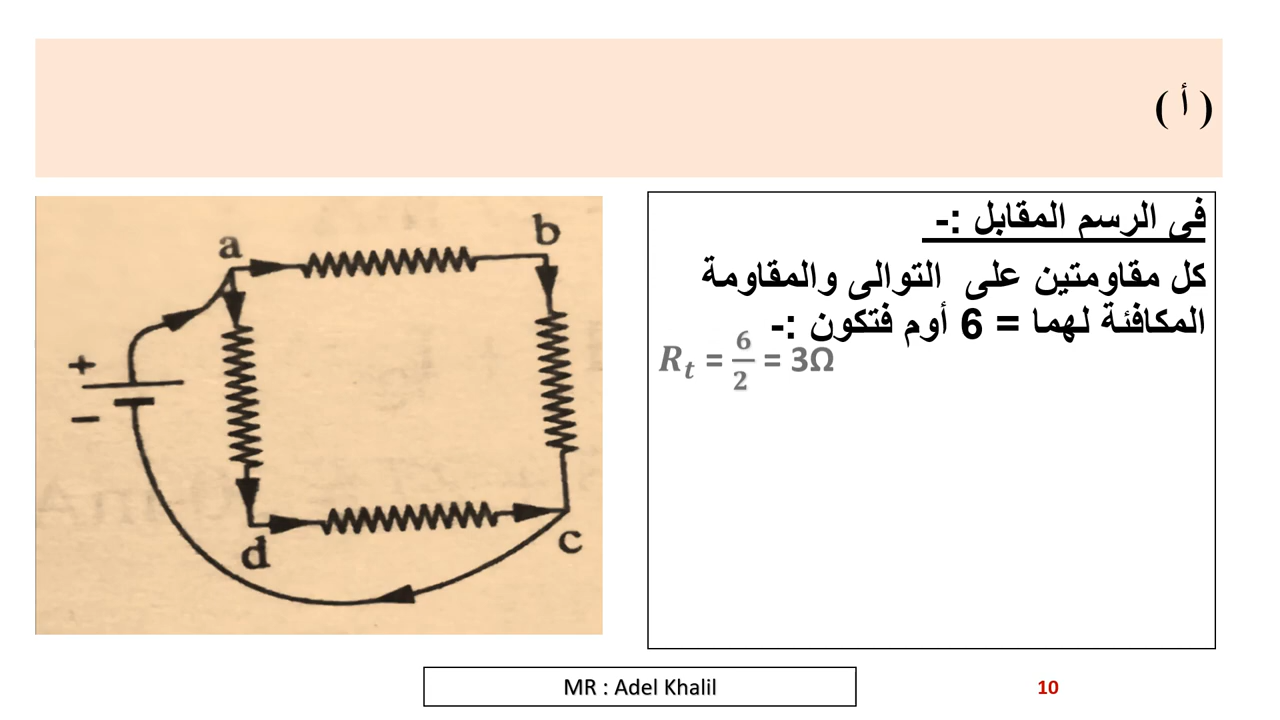 ( أ )
فى الرسم المقابل :-
كل مقاومتين على التوالى والمقاومة
المكافئة لهما = 6 أوم فتكون :-
R_t = 6/2 = 3Ω
a
b
+
−
d
c
MR : Adel Khalil
10